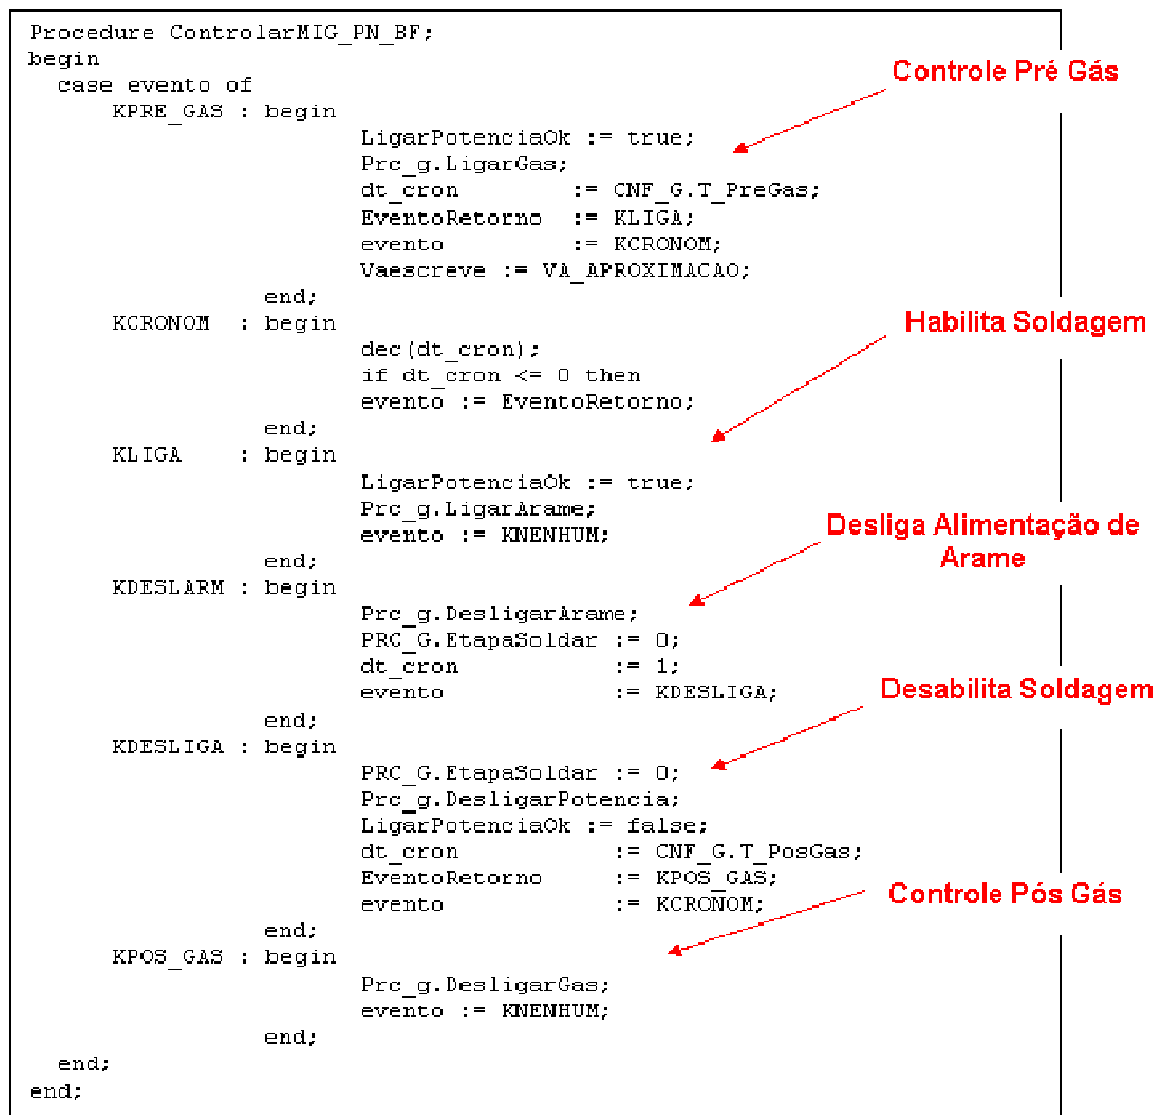 Procedure ControlarMIG_PN_BF;
begin
case evento of
Controle Pré Gás
KPRE_GAS : begin
LigarPotenciaOk := true;
Prc_g.LigarGas;
dt_cron := CNF_G.T_PreGas;
EventoRetorno := KLIGA;
evento := KCRONOM;
Vaescreve := VA_APROXIMACAO;
end;
Habilita Soldagem
KCRONOM : begin
dec(dt_cron);
if dt_cron <= 0 then
evento := EventoRetorno;
end;
KLIGA : begin
LigarPotenciaOk := true;
Prc_g.LigarArame;
evento := KNENHUM;
end;
Desliga Alimentação de
Arame
KDESLARM : begin
Prc_g.DesligarArame;
PRC_G.EtapaSoldar := 0;
dt_cron := 1;
evento := KDESLIGA;
end;
Desabilita Soldagem
KDESLIGA : begin
PRC_G.EtapaSoldar := 0;
Prc_g.DesligarPotencia;
LigarPotenciaOk := false;
dt_cron := CNF_G.T_PosGas;
EventoRetorno := KPOS_GAS;
evento := KCRONOM;
end;
Controle Pós Gás
KPOS_GAS : begin
Prc_g.DesligarGas;
evento := KNENHUM;
end;
end;
end;